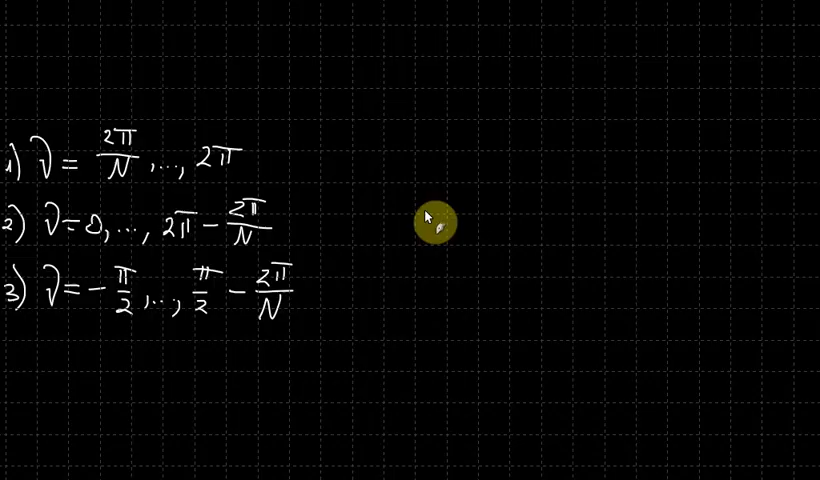 1) ν = 2π/N, ..., 2π
2) ν = 0, ..., 2π − 2π/N
3) ν = − π/2, ..., π/2 − 2π/N